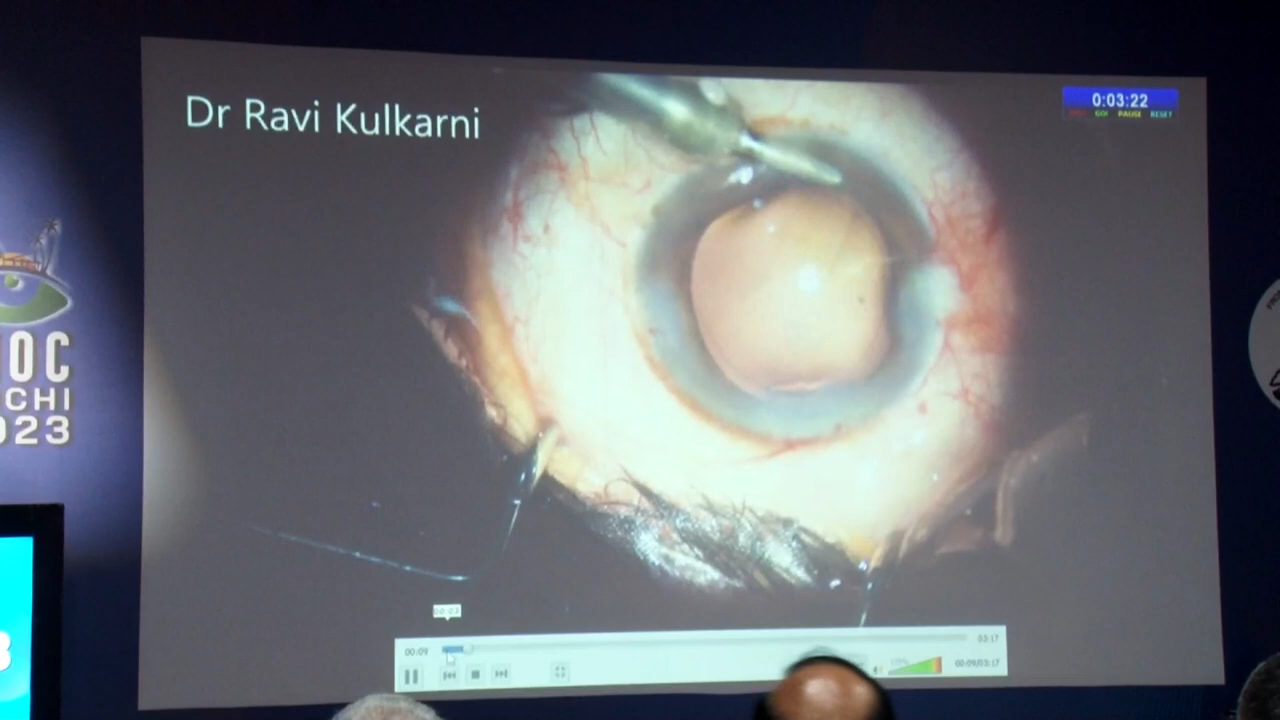 Dr Ravi Kulkarni
0:03:22
GO! PAUSE RESET
OC
CHI
023
00:09
03:17
00:09/03:17